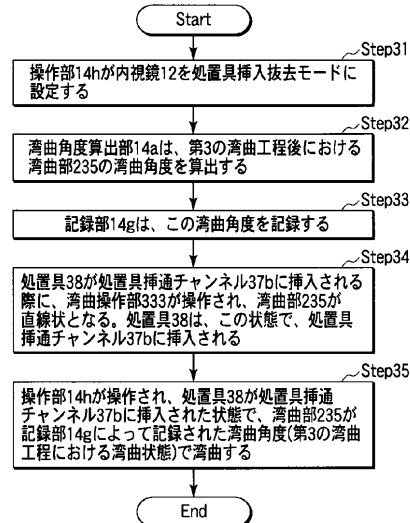 Start
Step31
操作部14hが内視鏡12を処置具挿入抜去モードに
設定する
Step32
湾曲角度算出部14aは、第3の湾曲工程後における
湾曲部235の湾曲角度を算出する
Step33
記録部14gは、この湾曲角度を記録する
Step34
処置具38が処置具挿通チャンネル37bに挿入される
際に、湾曲操作部333が操作され、湾曲部235が
直線状となる。処置具38は、この状態で、処置具
挿通チャンネル37bに挿入される
Step35
操作部14hが操作され、処置具38が処置具挿通
チャンネル37bに挿入された状態で、湾曲部235が
記録部14gによって記録された湾曲角度(第3の湾曲
工程における湾曲状態)で湾曲する
End